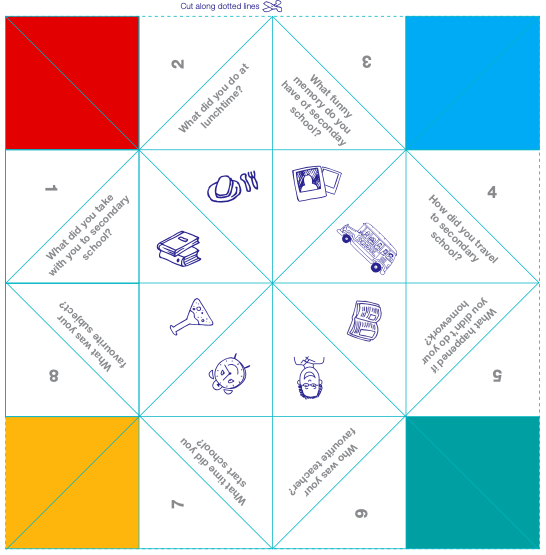 Cut along dotted lines
2
What did you do at
lunchtime?
3
What funny
memory do you
have of seconday
school?
1
What did you take
with you to secondary
school?
4
How did you travel
to secondary
school?
8
What was your
favourite subject?
5
What happened if
you didn't do your
homework?
7
What time did you
start school?
6
Who was your
favourite teacher?